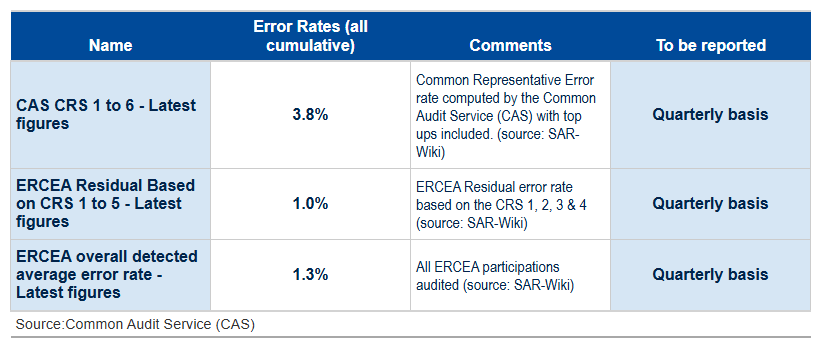 Name
Error Rates (all
cumulative)
Comments
To be reported
CAS CRS 1 to 6 - Latest
figures
3.8%
Common Representative Error
rate computed by the Common
Audit Service (CAS) with top
ups included. (source: SAR-
Wiki)
Quarterly basis
ERCEA Residual Based
on CRS 1 to 5 - Latest
figures
1.0%
ERCEA Residual error rate
based on the CRS 1, 2, 3 & 4
(source: SAR-Wiki)
Quarterly basis
ERCEA overall detected
average error rate -
Latest figures
1.3%
All ERCEA participations
audited (source: SAR-Wiki)
Quarterly basis
Source:Common Audit Service (CAS)